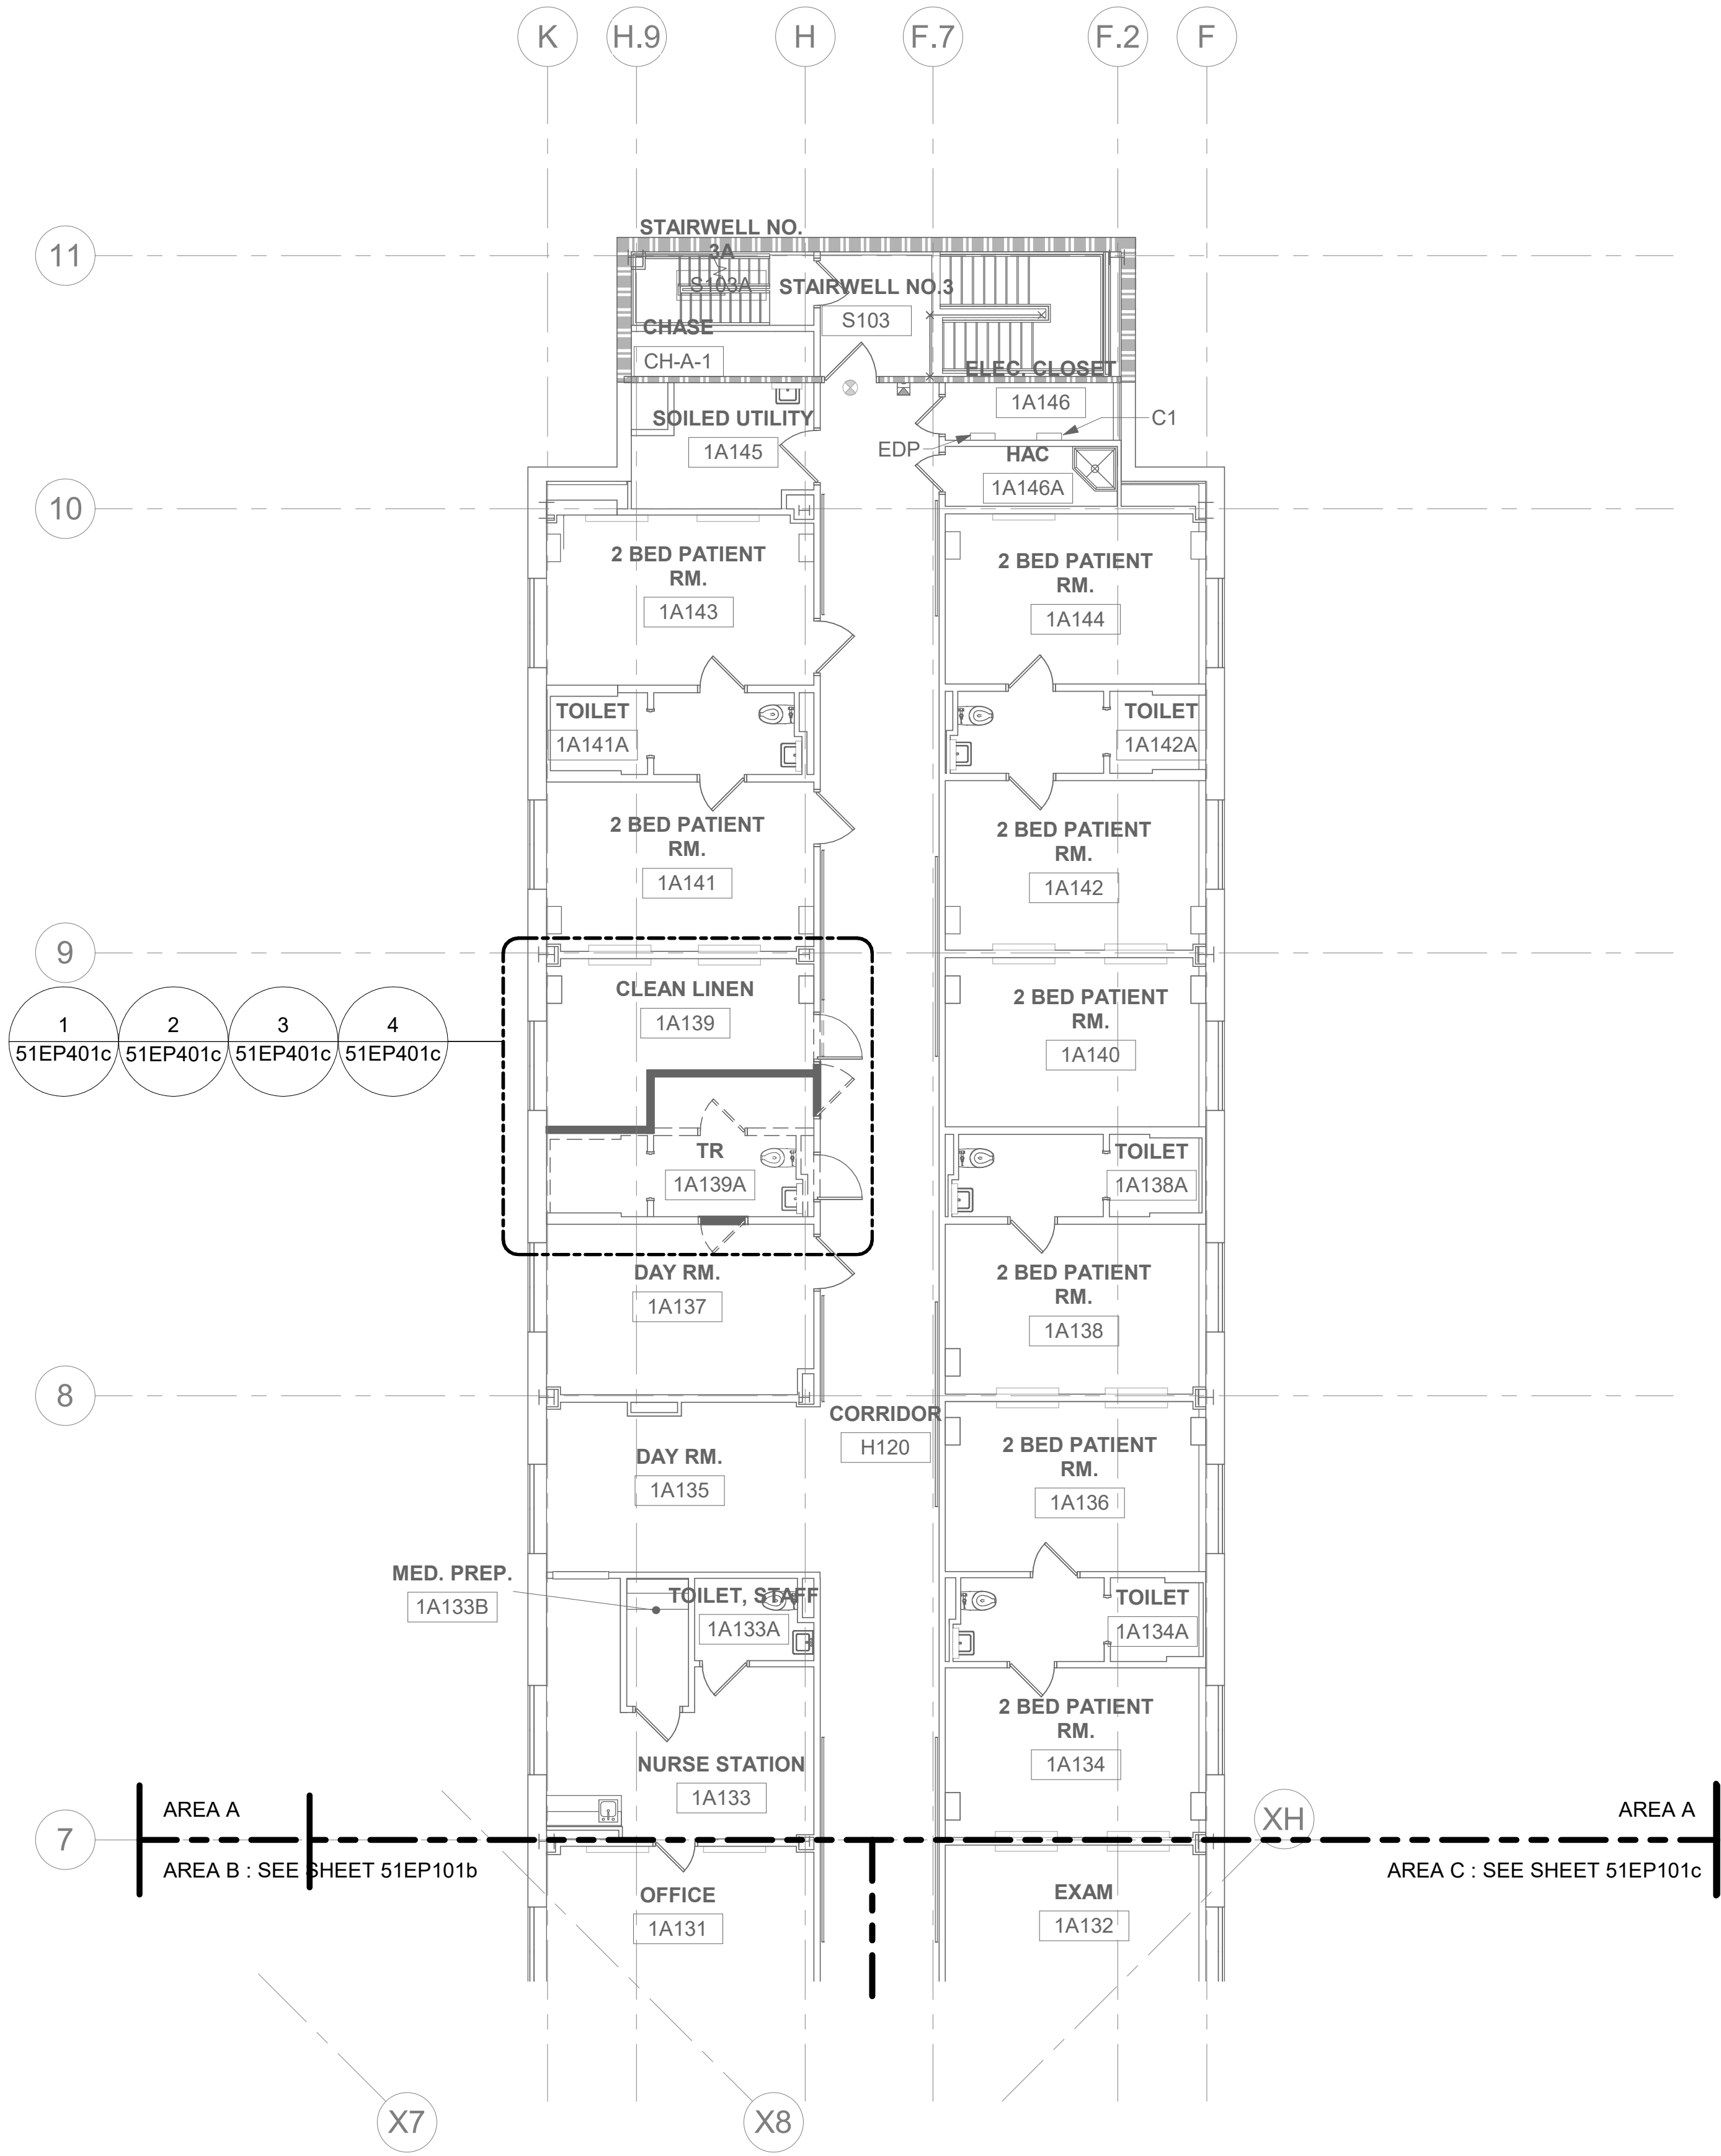 K
H.9
H
F.7
F.2
F
11
STAIRWELL NO.
3A
S103A
STAIRWELL NO.3
S103
CHASE
CH-A-1
ELEC. CLOSET
1A146
C1
EDP
SOILED UTILITY
1A145
HAC
1A146A
10
2 BED PATIENT
RM.
1A143
2 BED PATIENT
RM.
1A144
TOILET
1A141A
TOILET
1A142A
2 BED PATIENT
RM.
1A141
2 BED PATIENT
RM.
1A142
9
1
51EP401c
2
51EP401c
3
51EP401c
4
51EP401c
CLEAN LINEN
1A139
2 BED PATIENT
RM.
1A140
TR
1A139A
TOILET
1A138A
DAY RM.
1A137
2 BED PATIENT
RM.
1A138
8
CORRIDOR
H120
DAY RM.
1A135
2 BED PATIENT
RM.
1A136
MED. PREP.
1A133B
TOILET, STAFF
1A133A
TOILET
1A134A
2 BED PATIENT
RM.
1A134
NURSE STATION
1A133
AREA A
AREA A
XH
7
AREA B : SEE SHEET 51EP101b
AREA C : SEE SHEET 51EP101c
OFFICE
1A131
EXAM
1A132
X7
X8